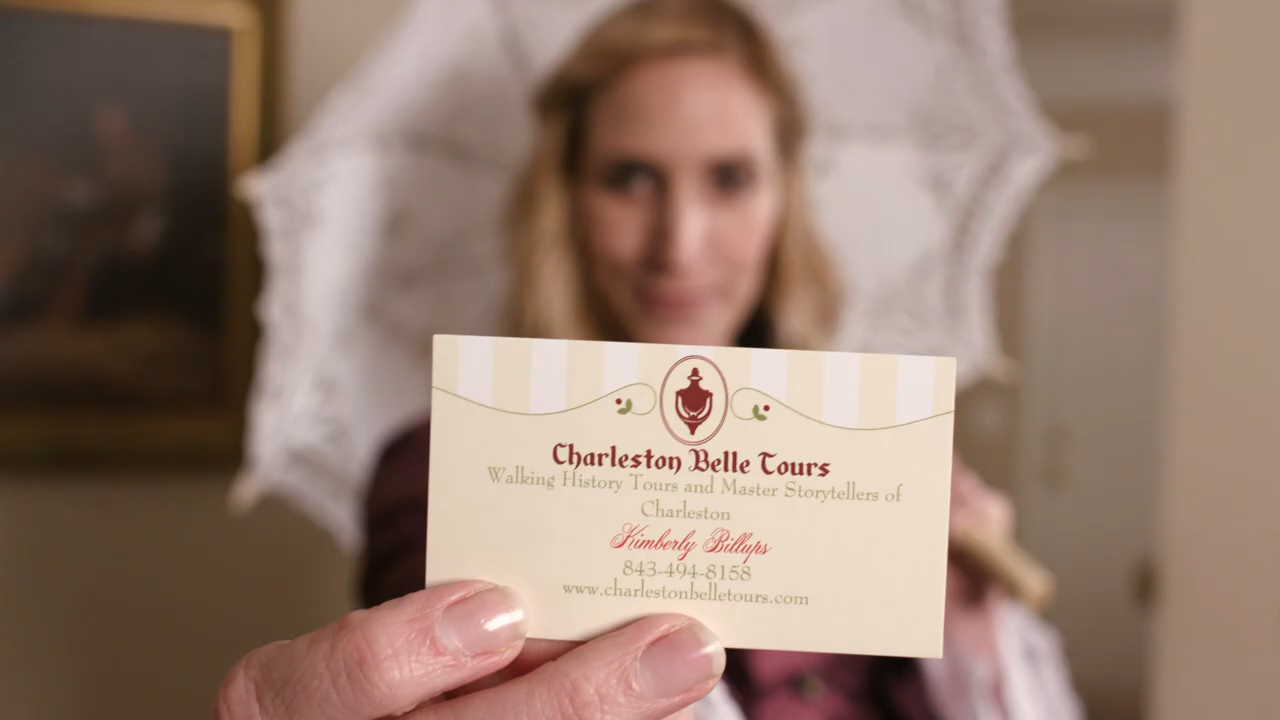 Charleston Belle Tours
Walking History Tours and Master Storytellers of
Charleston
Kimberly Billups
843-494-8158
www.charlestonbelletours.com